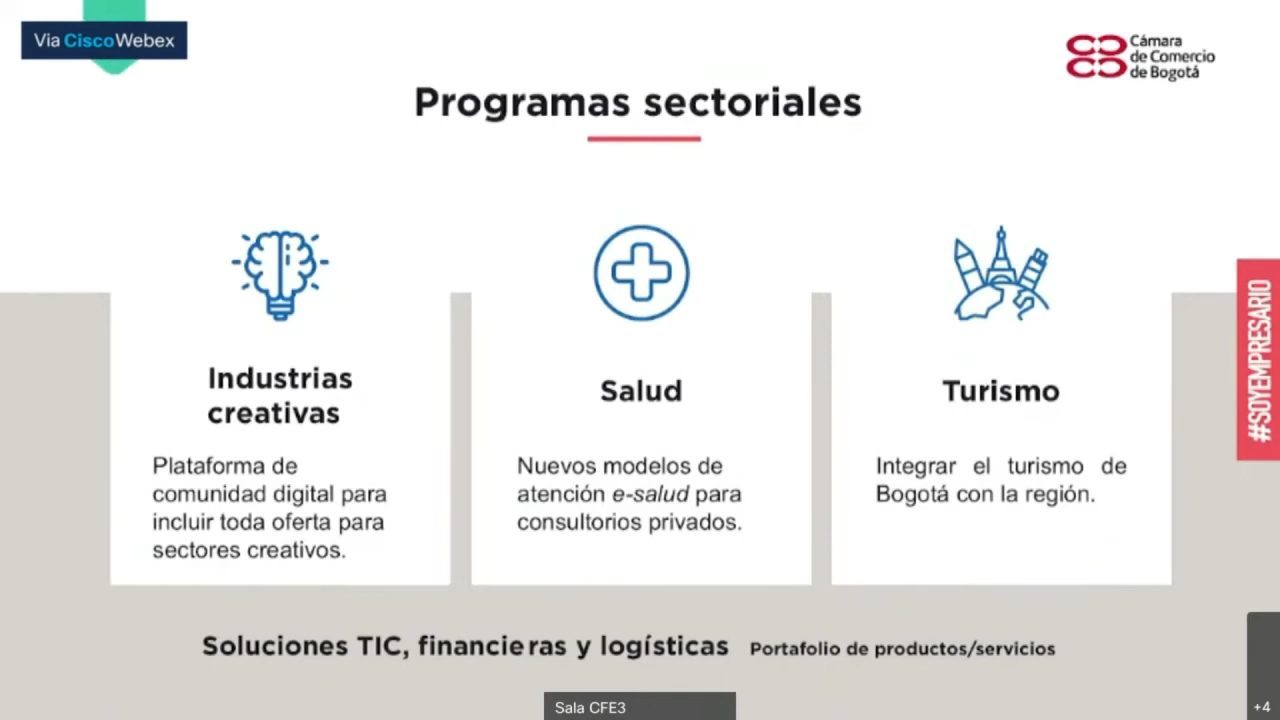 Via CiscoWebex
Cámara
de Comercio
de Bogotá
Programas sectoriales
Industrias
creativas
Plataforma de
comunidad digital para
incluir toda oferta para
sectores creativos.
Salud
Nuevos modelos de
atención e-salud para
consultorios privados.
Turismo
Integrar el turismo de
Bogotá con la región.
#SOYEMPRESARIO
Soluciones TIC, financieras y logísticas Portafolio de productos/servicios
Sala CFE3
+4